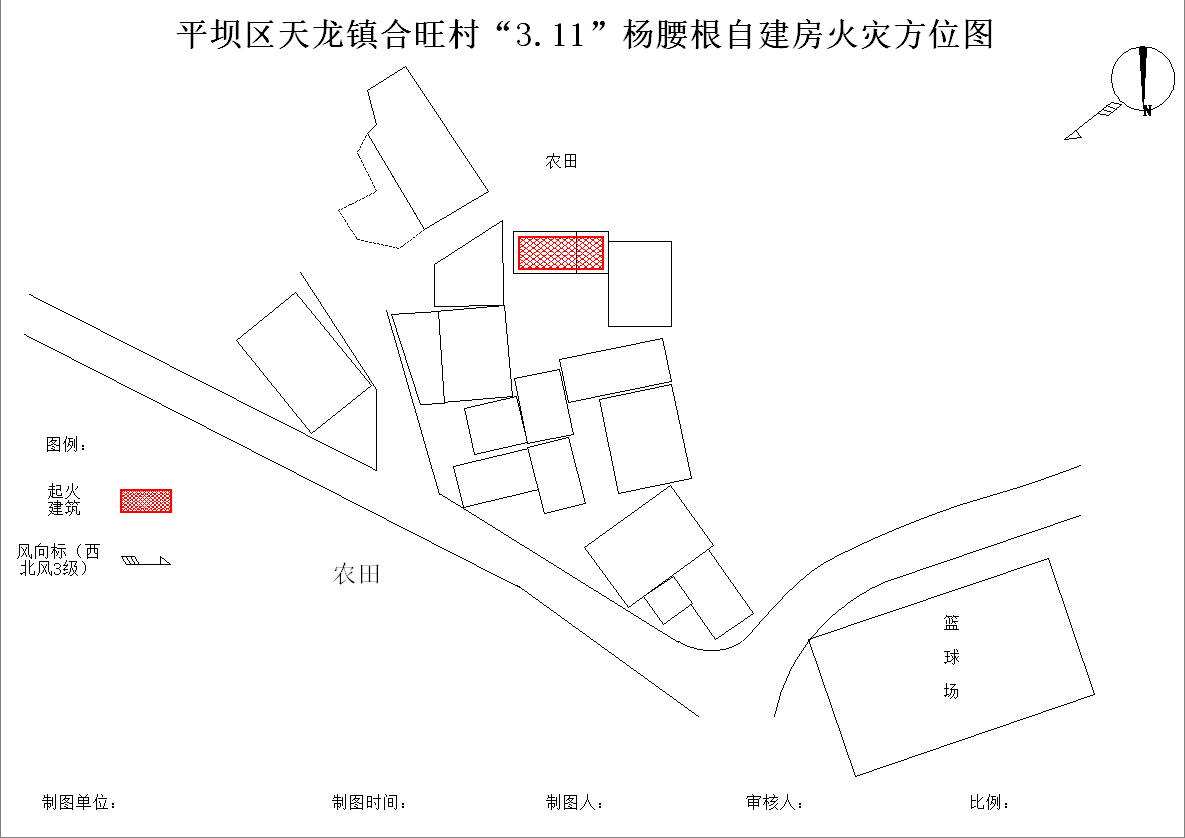 平坝区天龙镇合旺村“3.11”杨腰根自建房火灾方位图
N
农田
图例：
起火
建筑
风向标（西
北风3级）
农田
篮
球
场
制图单位： 制图时间： 制图人： 审核人： 比例：